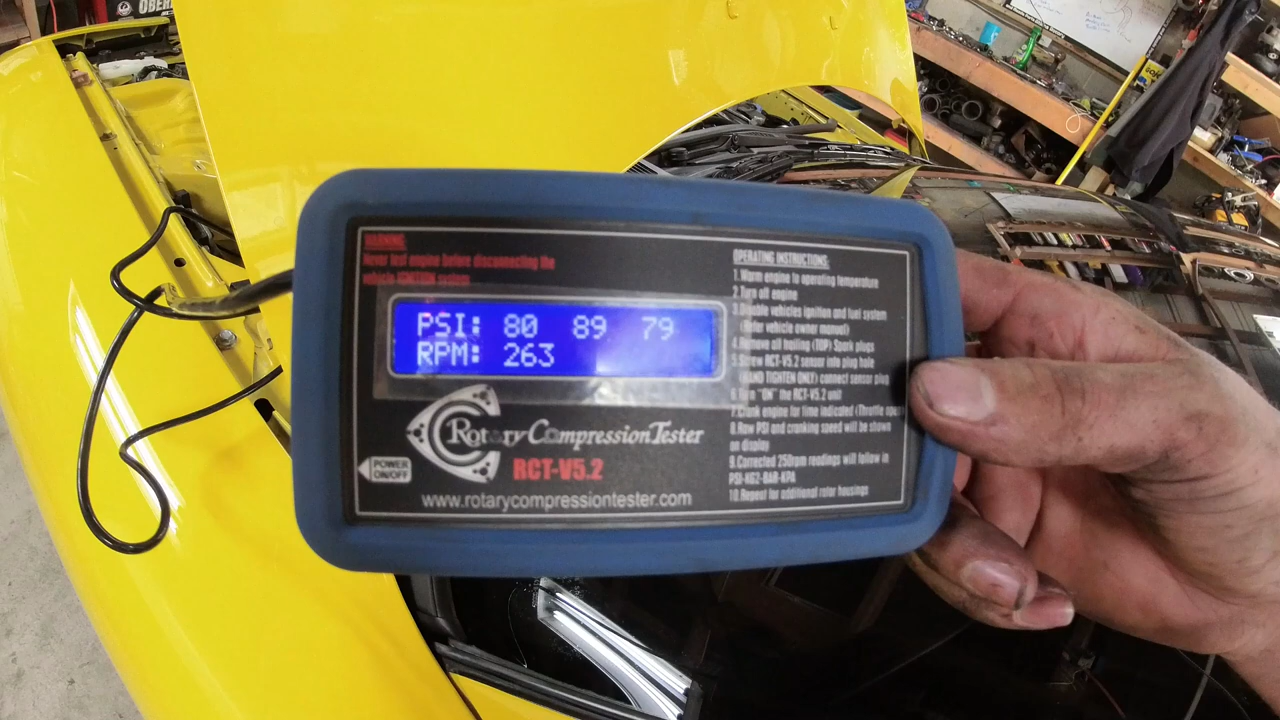 WARNING:
Never test engine before disconnecting the
vehicle IGNITION system
PSI: 80 89 79
RPM: 263
Rotary Compression Tester
RCT-V5.2
POWER
ON/OFF
www.rotarycompressiontester.com
OPERATING INSTRUCTIONS:
1.Warm engine to operating temperature
2.Turn off engine
3.Disable vehicles ignition and fuel system
(Refer vehicle owner manual)
4.Remove all trailing (TOP) Spark plugs
5.Screw RCT-V5.2 sensor into plug hole
(HAND TIGHTEN ONLY) connect sensor plug
6.Turn "ON" the RCT-V5.2 unit
7.Crank engine for time indicated (Throttle
8.Raw PSI and cranking speed will be shown
on display
9.Corrected 250rpm readings will follow in
PSI-KG2-BAR-KPA
10.Repeat for additional rotor housings